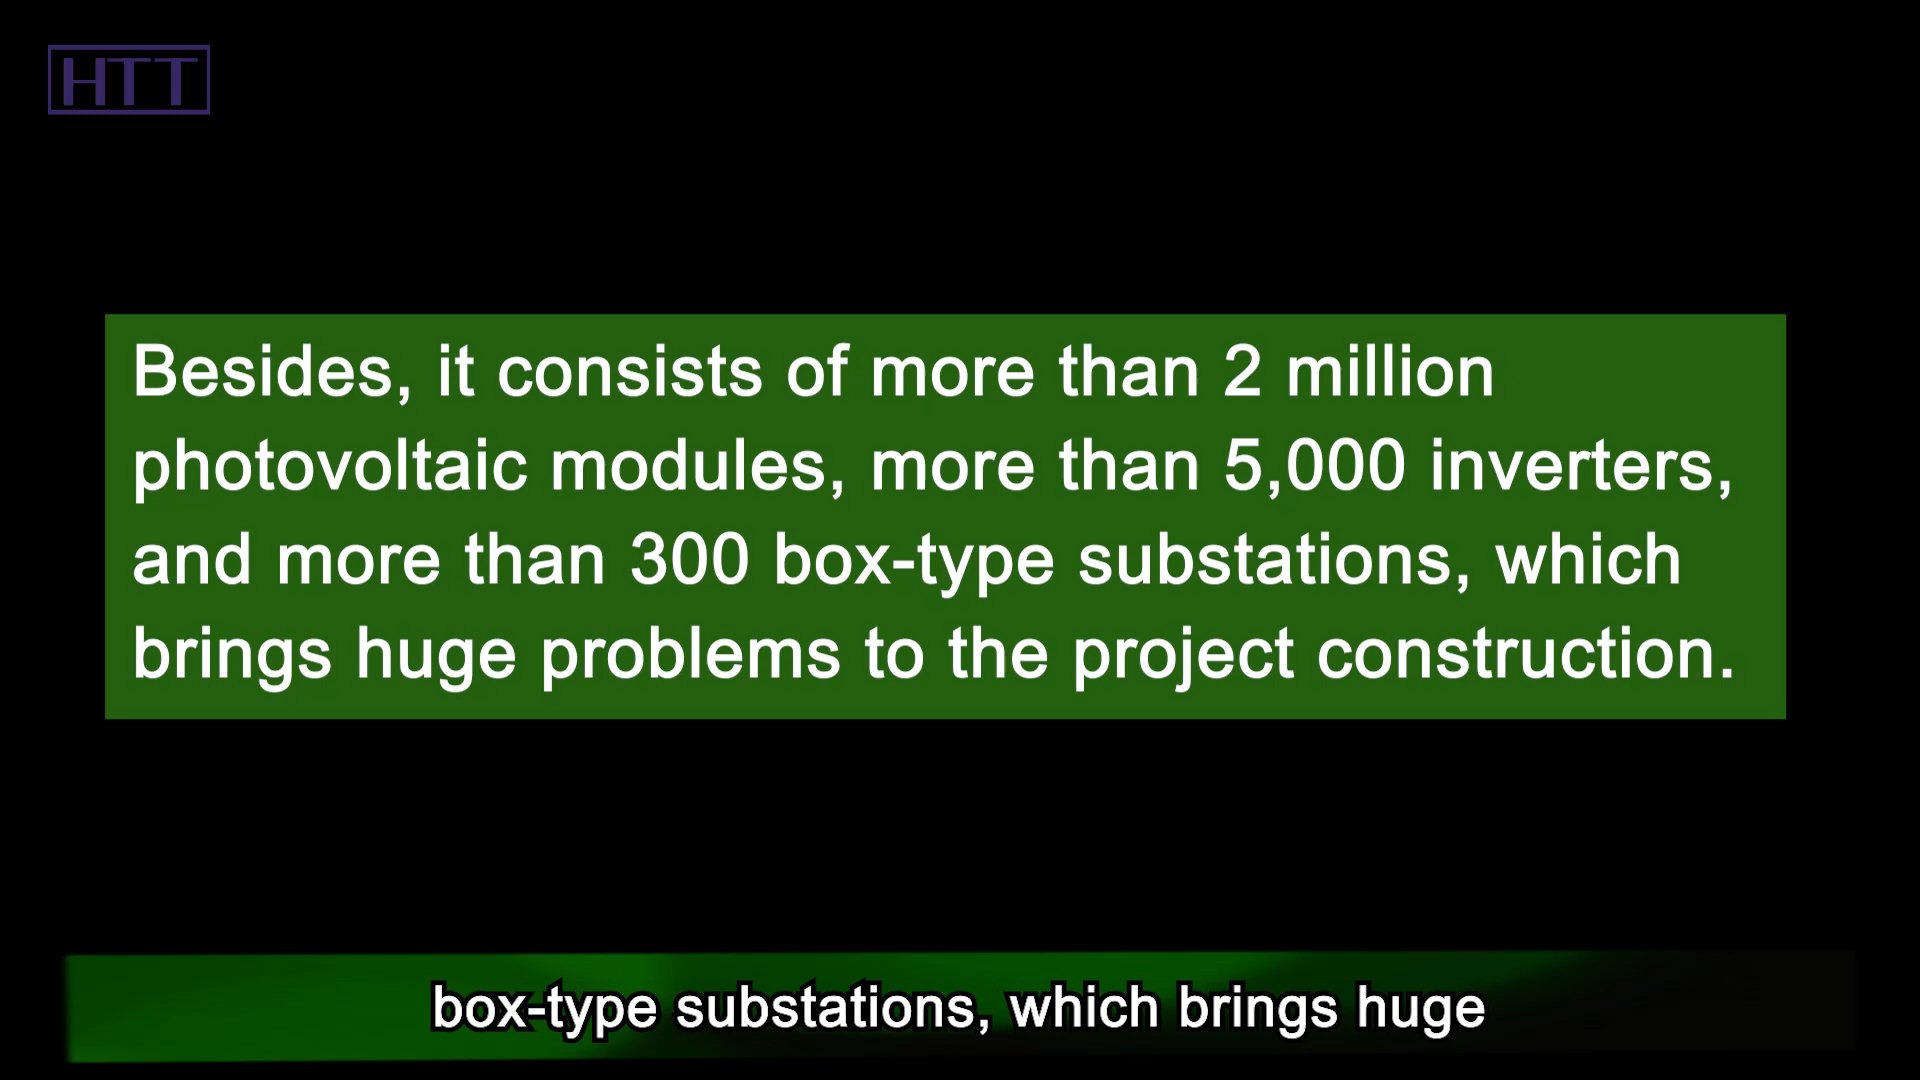 HTT
Besides, it consists of more than 2 million
photovoltaic modules, more than 5,000 inverters,
and more than 300 box-type substations, which
brings huge problems to the project construction.
box-type substations, which brings huge